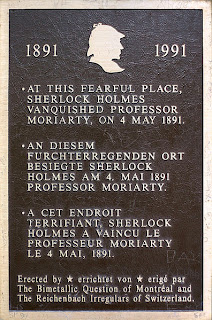 1891 1991
• AT THIS FEARFUL PLACE,
SHERLOCK HOLMES
VANQUISHED PROFESSOR
MORIARTY, ON 4 MAY 1891.
• AN DIESEM
FURCHTERREGENDEN ORT
BESIEGTE SHERLOCK
HOLMES AM 4. MAI 1891
PROFESSOR MORIARTY.
• A CET ENDROIT
TERRIFIANT, SHERLOCK
HOLMES A VAINCU LE
PROFESSEUR MORIARTY
LE 4 MAI, 1891.
Erected by ★ errichtet von ★ erigé par
The Bimetallic Question of Montréal and
The Reichenbach Irregulars of Switzerland.